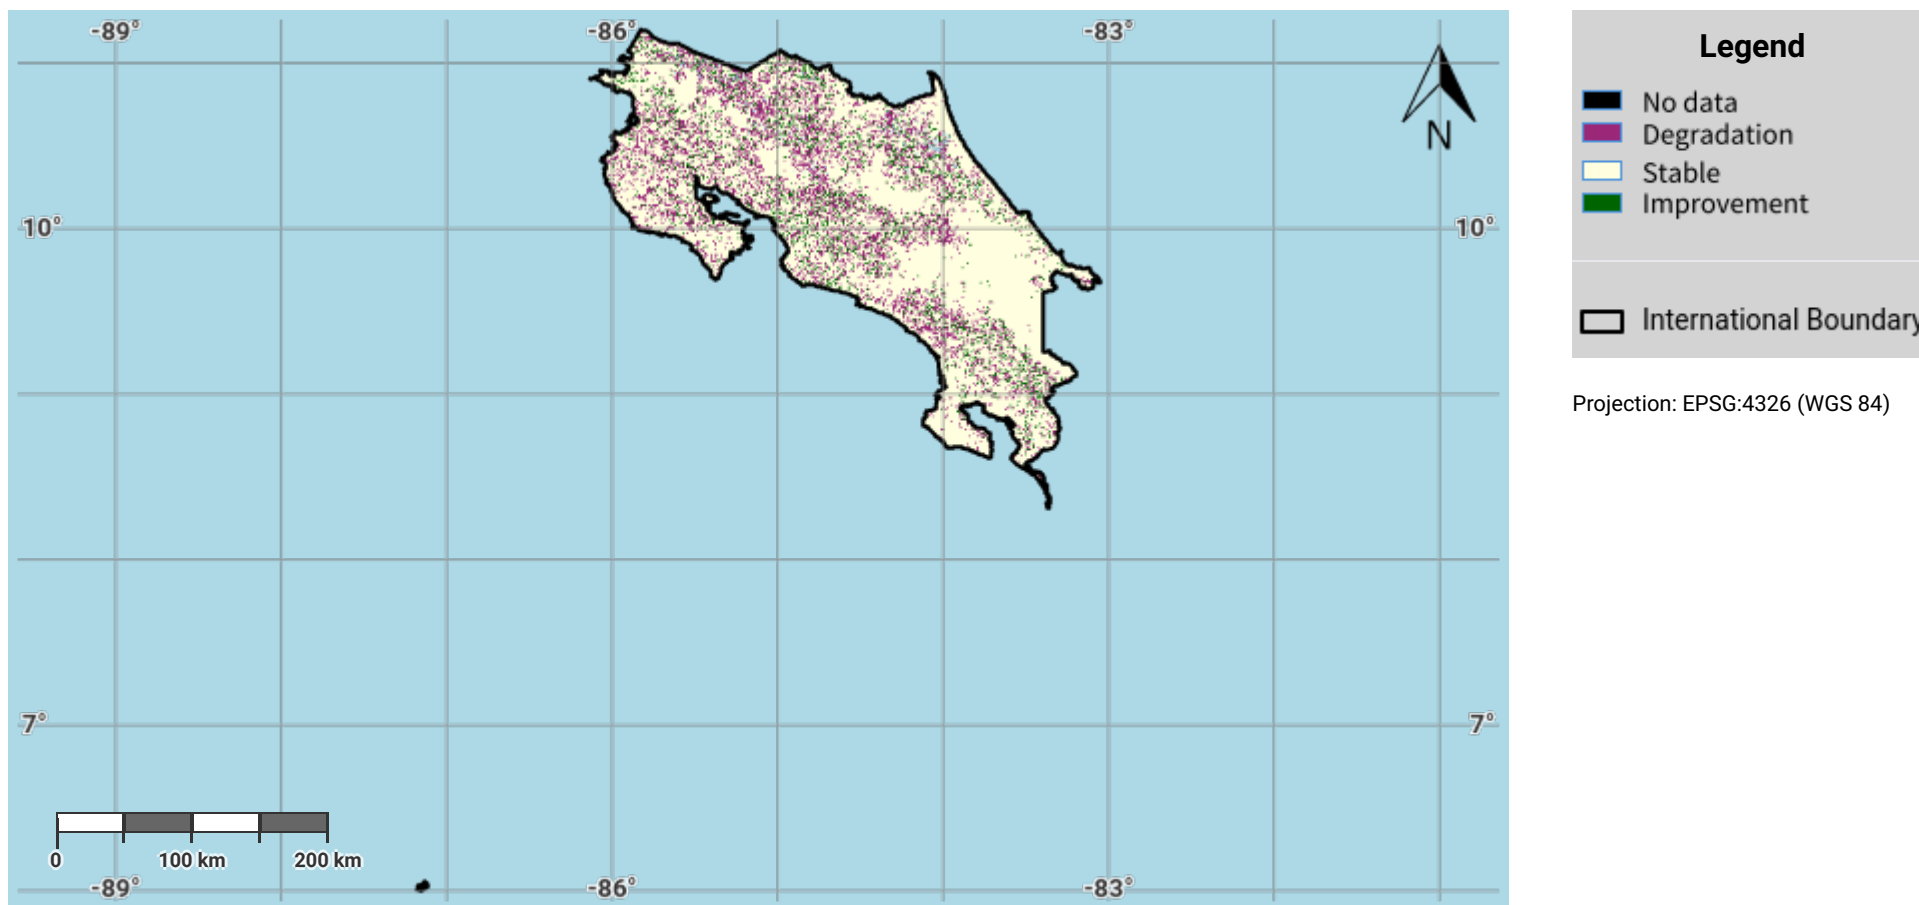 -89° -86° -83°
N
10° 10°
7° 7°
0 100 km 200 km
-89° -86° -83°
Legend
No data
Degradation
Stable
Improvement
International Boundary
Projection: EPSG:4326 (WGS 84)